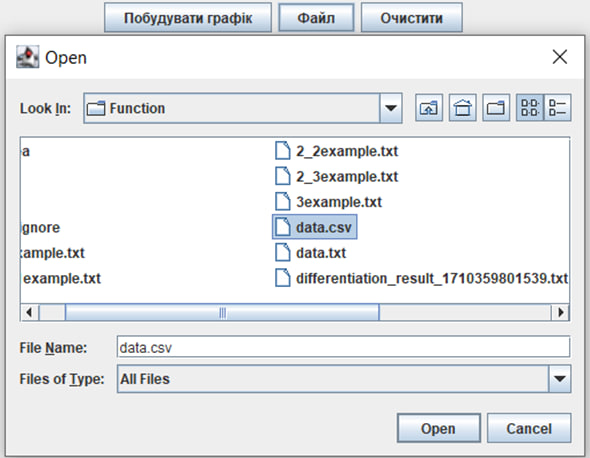 Побудувати графік Файл Очистити
Open
Look In: Function
2_2example.txt
2_3example.txt
3example.txt
data.csv
data.txt
differentiation_result_1710359801539.txt
File Name: data.csv
Files of Type: All Files
Open Cancel